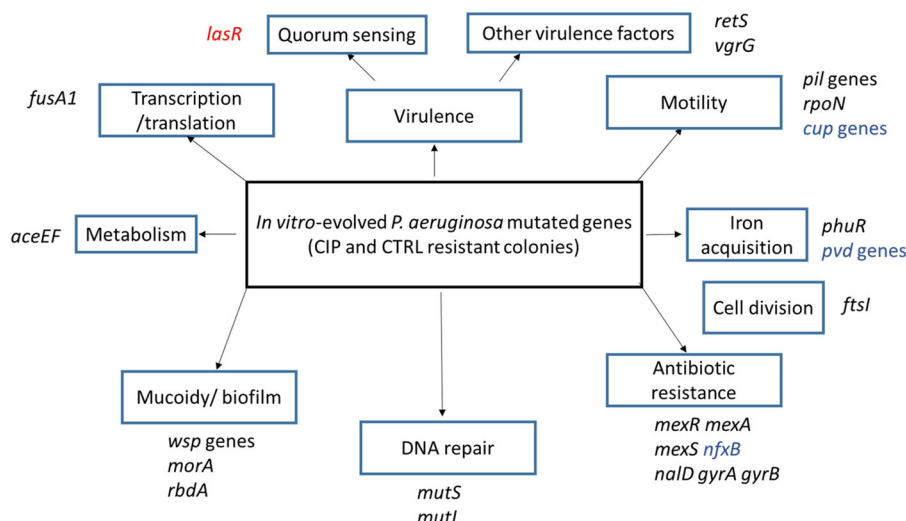 lasR
Quorum sensing
Other virulence factors
retS
vgrG
fusA1
Transcription
/translation
Virulence
Motility
pil genes
rpoN
cup genes
In vitro-evolved P. aeruginosa mutated genes
(CIP and CTRL resistant colonies)
aceEF
Metabolism
Iron
acquisition
phuR
pvd genes
Cell division
ftsI
Mucoidy/ biofilm
wsp genes
morA
rbdA
DNA repair
mutS
Antibiotic
resistance
mexR mexA
mexS nfxB
nalD gyrA gyrB